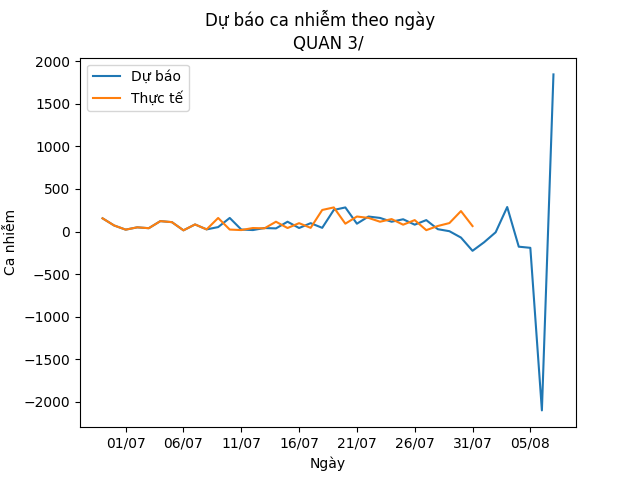 Dự báo ca nhiễm theo ngày
QUAN 3/
Dự báo
Thực tế
Ca nhiễm
2000
1500
1000
500
0
−500
−1000
−1500
−2000
01/07 06/07 11/07 16/07 21/07 26/07 31/07 05/08
Ngày